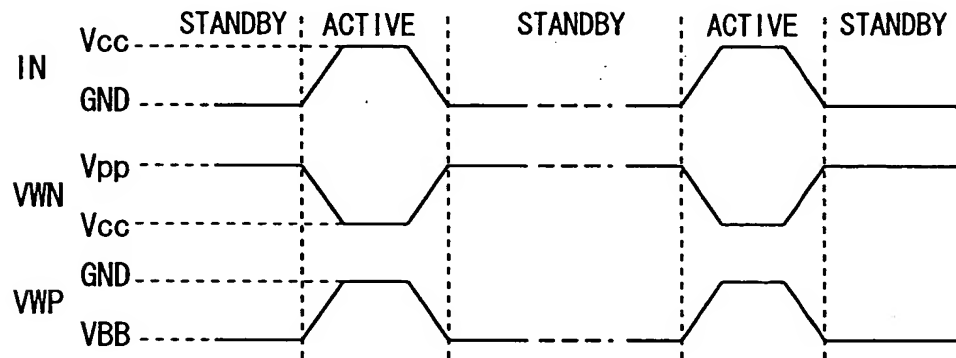 STANDBY ACTIVE STANDBY ACTIVE STANDBY
Vcc
IN
GND
Vpp
VWN
Vcc
GND
VWP
VBB